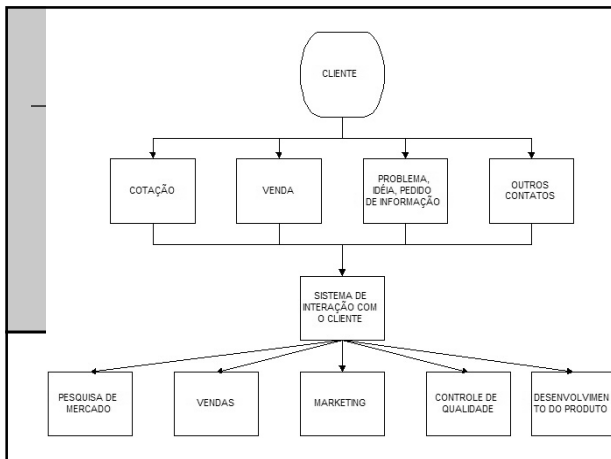 CLIENTE
COTAÇÃO
VENDA
PROBLEMA,
IDÉIA, PEDIDO
DE INFORMAÇÃO
OUTROS
CONTATOS
SISTEMA DE
INTERAÇÃO COM
O CLIENTE
PESQUISA DE
MERCADO
VENDAS
MARKETING
CONTROLE DE
QUALIDADE
DESENVOLVIMEN
TO DO PRODUTO